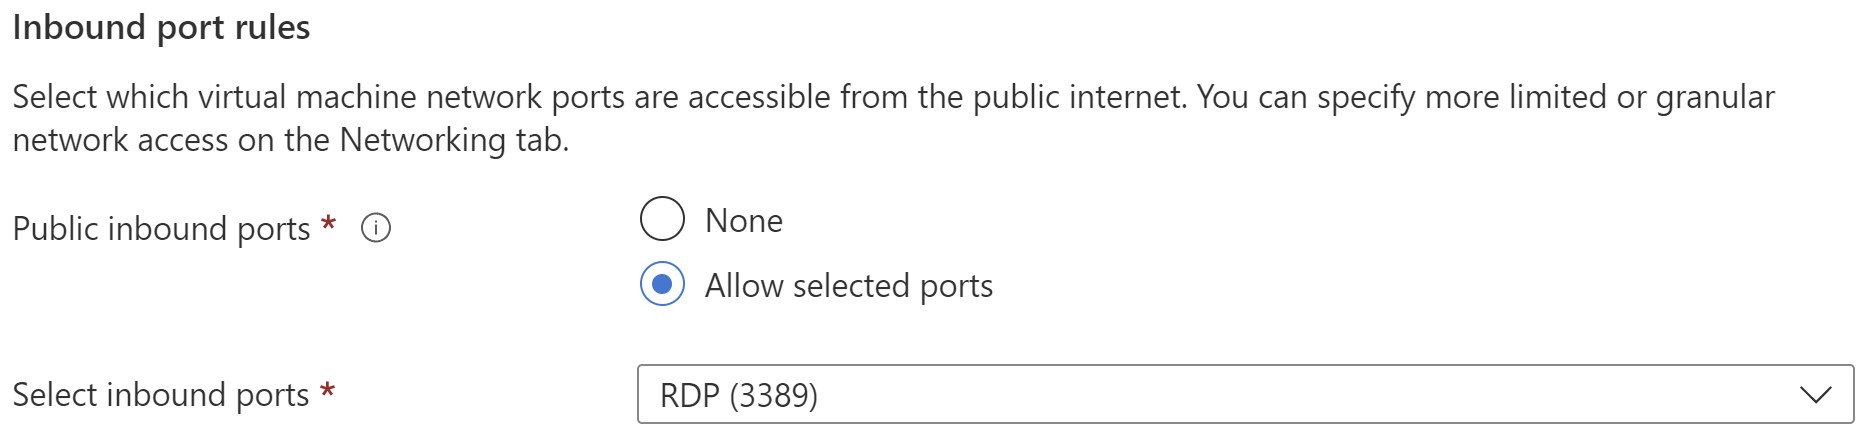 Inbound port rules
Select which virtual machine network ports are accessible from the public internet. You can specify more limited or granular
network access on the Networking tab.
Public inbound ports * ⓘ
None
Allow selected ports
Select inbound ports *
RDP (3389)